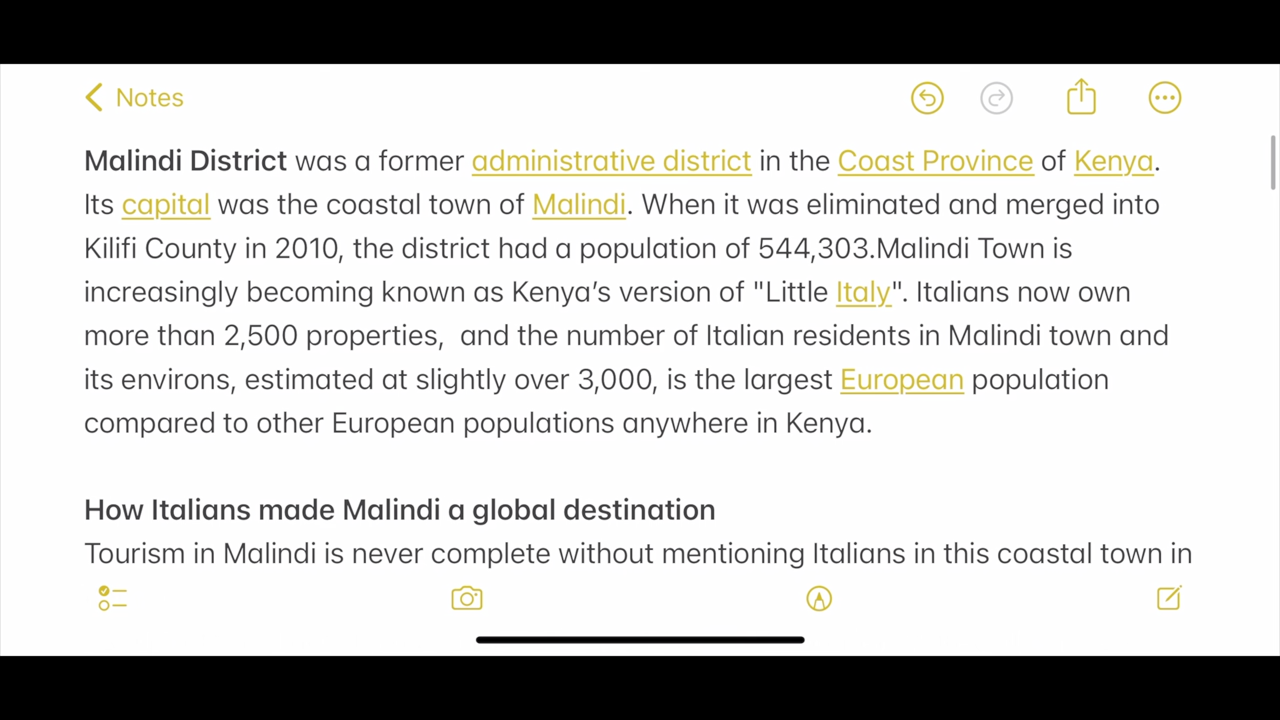 Notes
Malindi District was a former administrative district in the Coast Province of Kenya.
Its capital was the coastal town of Malindi. When it was eliminated and merged into
Kilifi County in 2010, the district had a population of 544,303.Malindi Town is
increasingly becoming known as Kenya’s version of "Little Italy". Italians now own
more than 2,500 properties,  and the number of Italian residents in Malindi town and
its environs, estimated at slightly over 3,000, is the largest European population
compared to other European populations anywhere in Kenya.
How Italians made Malindi a global destination
Tourism in Malindi is never complete without mentioning Italians in this coastal town in